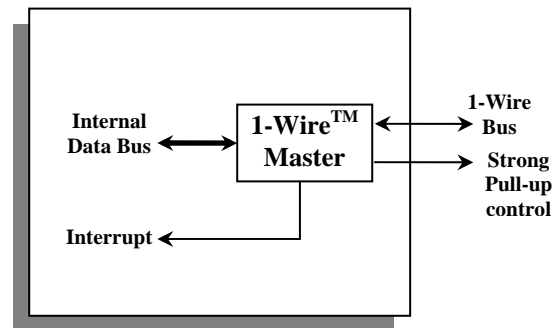 Internal
Data Bus
1-Wire™
Master
1-Wire
Bus
Strong
Pull-up
control
Interrupt